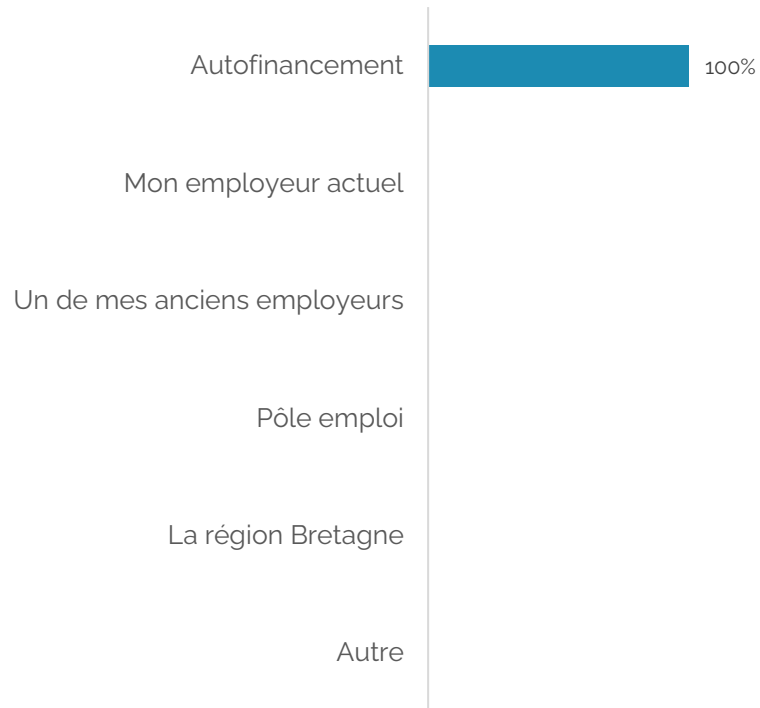 Autofinancement 100%
Mon employeur actuel
Un de mes anciens employeurs
Pôle emploi
La région Bretagne
Autre